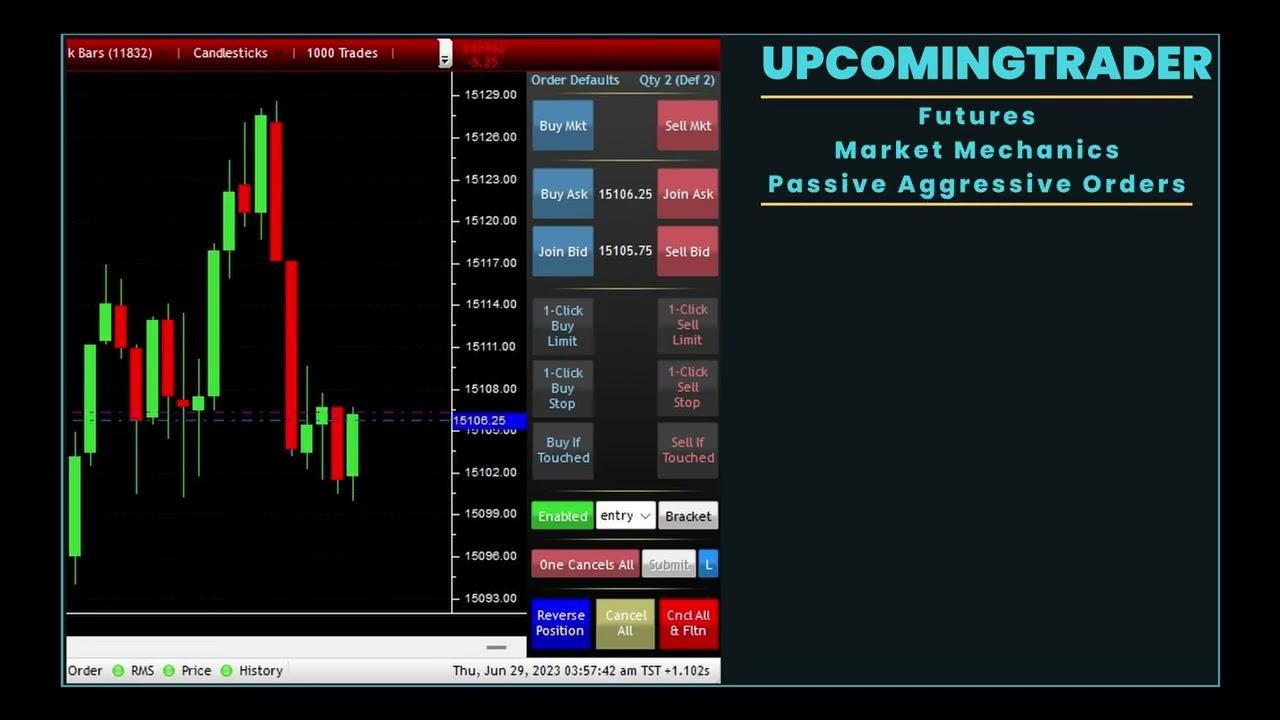 k Bars (11832) | Candlesticks | 1000 Trades |
-5.25
UPCOMINGTRADER
Futures
Market Mechanics
Passive Aggressive Orders
15129.00
15126.00
15123.00
15120.00
15117.00
15114.00
15111.00
15108.00
15106.25
15105.00
15102.00
15099.00
15096.00
15093.00
Order Defaults Qty 2 (Def 2)
Buy Mkt Sell Mkt
Buy Ask 15106.25 Join Ask
Join Bid 15105.75 Sell Bid
1-Click
Buy
Limit
1-Click
Sell
Limit
1-Click
Buy
Stop
1-Click
Sell
Stop
Buy If
Touched
Sell If
Touched
Enabled entry Bracket
One Cancels All Submit L
Reverse
Position
Cancel
All
Cncl All
& Fltn
Order RMS Price History Thu, Jun 29, 2023 03:57:42 am TST +1.102s